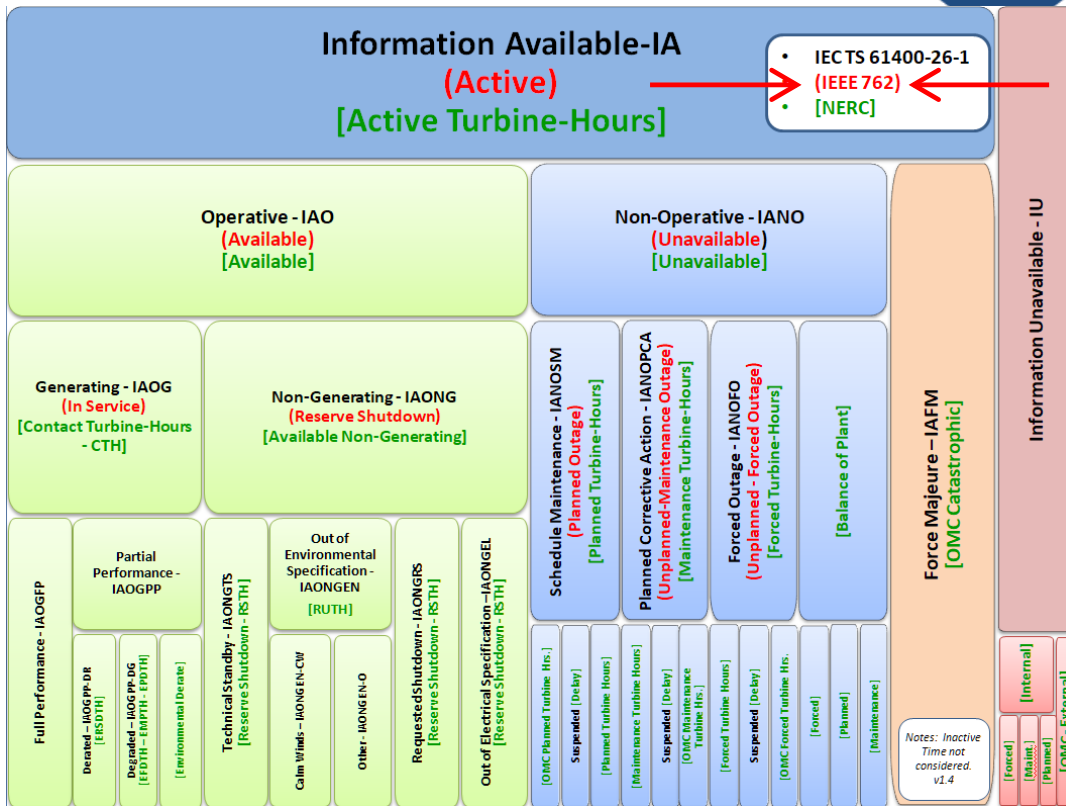 Information Available-IA
(Active)
[Active Turbine-Hours]
• IEC TS 61400-26-1
• (IEEE 762)
• [NERC]
Information Unavailable - IU
Operative - IAO
(Available)
[Available]
Non-Operative - IANO
(Unavailable)
[Unavailable]
Force Majeure – IAFM
[OMC Catastrophic]
Generating - IAOG
(In Service)
[Contact Turbine-Hours
- CTH]
Non-Generating - IAONG
(Reserve Shutdown)
[Available Non-Generating]
Schedule Maintenance - IANOSM
(Planned Outage)
[Planned Turbine-Hours]
Planned Corrective Action - IANOPCA
(Unplanned-Maintenance Outage)
[Maintenance Turbine-Hours]
Forced Outage - IANOFO
(Unplanned - Forced Outage)
[Forced Turbine-Hours]
[Balance of Plant]
Full Performance - IAOGFP
Partial
Performance -
IAOGPP
Derated – IAOGPP-DR
[ERSDTH]
Degraded – IAOGPP-DG
[EFDTH – EMPTH - EPDTH]
[Environmental Derate]
Technical Standby - IAONGTS
[Reserve Shutdown - RSTH]
Out of
Environmental
Specification -
IAONGEN
[RUTH]
Calm Winds – IAONGEN-CW
Other - IAONGEN-O
Requested Shutdown - IAONGRS
[Reserve Shutdown - RSTH]
Out of Electrical Specification –IAONGEL
[Reserve Shutdown - RSTH]
[OMC Planned Turbine Hrs.]
Suspended [Delay]
[Planned Turbine Hours]
[Maintenance Turbine Hours]
Suspended [Delay]
[OMC Maintenance
Turbine Hrs.]
[Forced Turbine Hours]
Suspended [Delay]
[OMC Forced Turbine Hrs.
[Forced]
[Planned]
[Maintenance]
Notes: Inactive
Time not
considered.
v1.4
[Internal]
[Forced]
[Maint.]
[Planned]
[OMC - External]